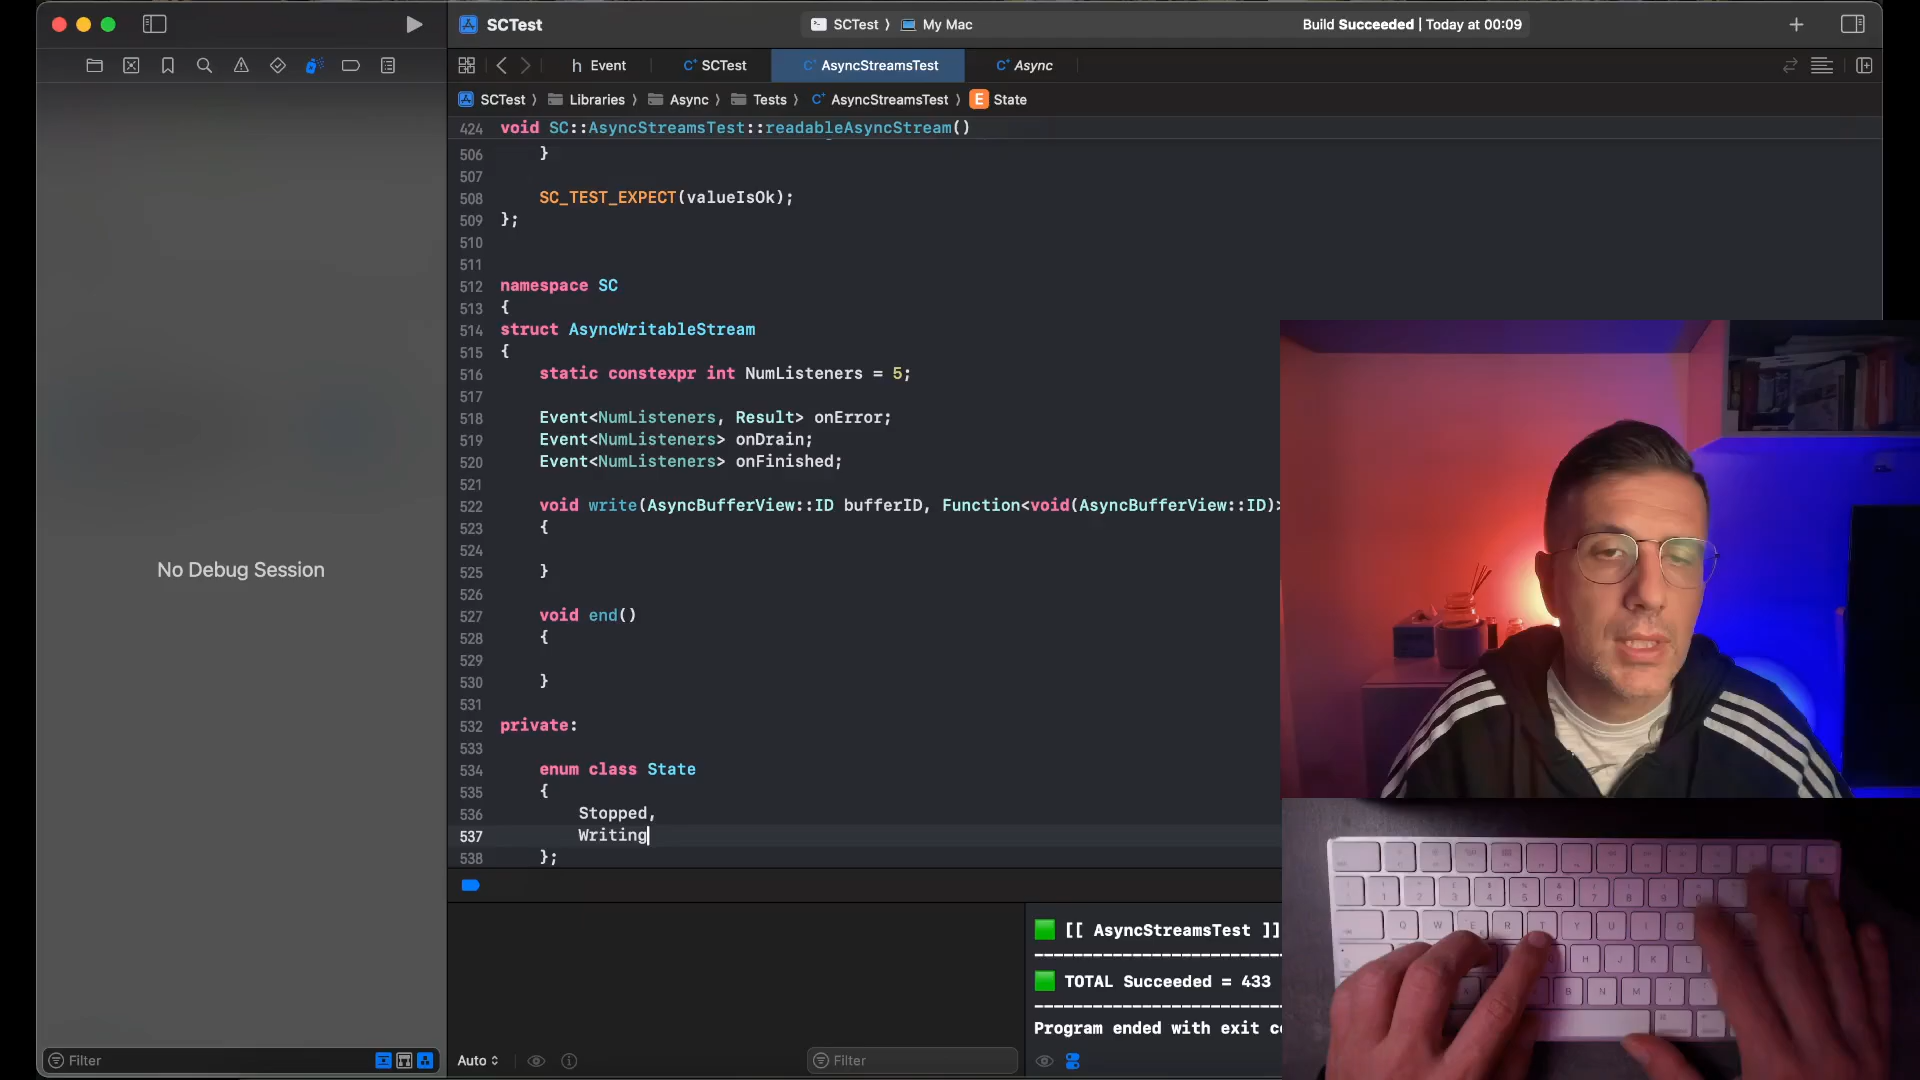 SCTest
SCTest 〉 My Mac
Build Succeeded | Today at 00:09
h Event
C⁺ SCTest
C⁺ AsyncStreamsTest
C⁺ Async
SCTest 〉 Libraries 〉 Async 〉 Tests 〉 C⁺ AsyncStreamsTest 〉 E State
424 void SC::AsyncStreamsTest::readableAsyncStream()
506 }
507
508 SC_TEST_EXPECT(valueIsOk);
509 };
510
511
512 namespace SC
513 {
514 struct AsyncWritableStream
515 {
516 static constexpr int NumListeners = 5;
517
518 Event<NumListeners, Result> onError;
519 Event<NumListeners> onDrain;
520 Event<NumListeners> onFinished;
521
522 void write(AsyncBufferView::ID bufferID, Function<void(AsyncBufferView::ID)>
523 {
524
525 }
526
527 void end()
528 {
529
530 }
531
532 private:
533
534 enum class State
535 {
536 Stopped,
537 Writing
538 };
No Debug Session
[[ AsyncStreamsTest ]]
TOTAL Succeeded = 433
Program ended with exit
Filter
Auto
Filter